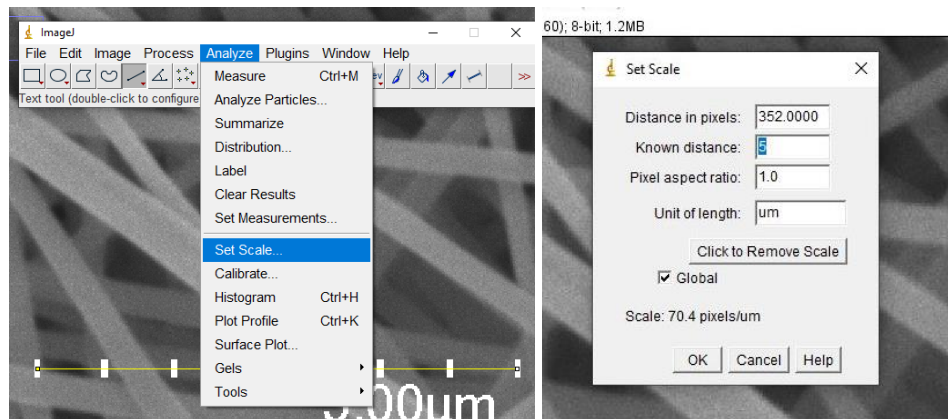 ImageJ
File Edit Image Process Analyze Plugins Window Help
Text tool (double-click to configure
Measure Ctrl+M
Analyze Particles...
Summarize
Distribution...
Label
Clear Results
Set Measurements...
Set Scale...
Calibrate...
Histogram Ctrl+H
Plot Profile Ctrl+K
Surface Plot...
Gels
Tools
5.00um
60); 8-bit; 1.2MB
Set Scale
Distance in pixels: 352.0000
Known distance: 5
Pixel aspect ratio: 1.0
Unit of length: um
Click to Remove Scale
Global
Scale: 70.4 pixels/um
OK Cancel Help